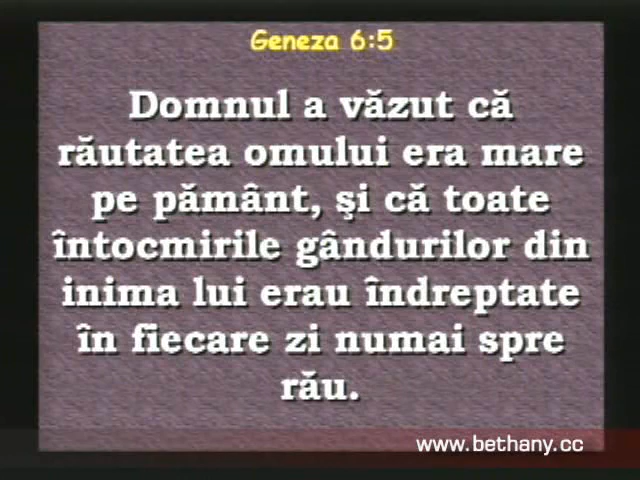 Geneza 6:5
Domnul a văzut că
răutatea omului era mare
pe pământ, şi că toate
întocmirile gândurilor din
inima lui erau îndreptate
în fiecare zi numai spre
rău.
www.bethany.cc